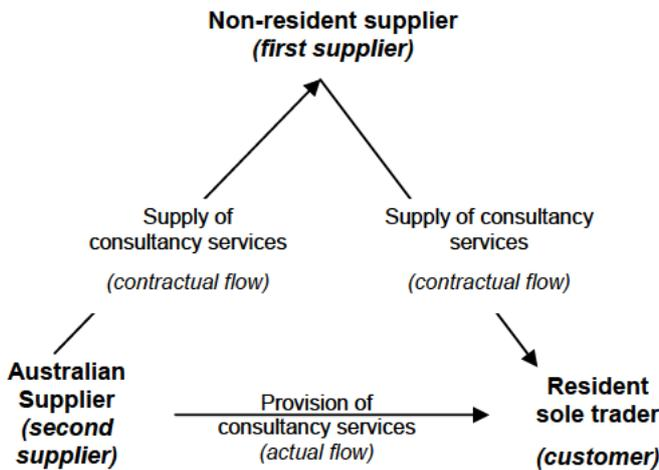 Non-resident supplier
(first supplier)
Supply of
consultancy services
(contractual flow)
Supply of consultancy
services
(contractual flow)
Australian
Supplier
(second
supplier)
Provision of
consultancy services
(actual flow)
Resident
sole trader
(customer)